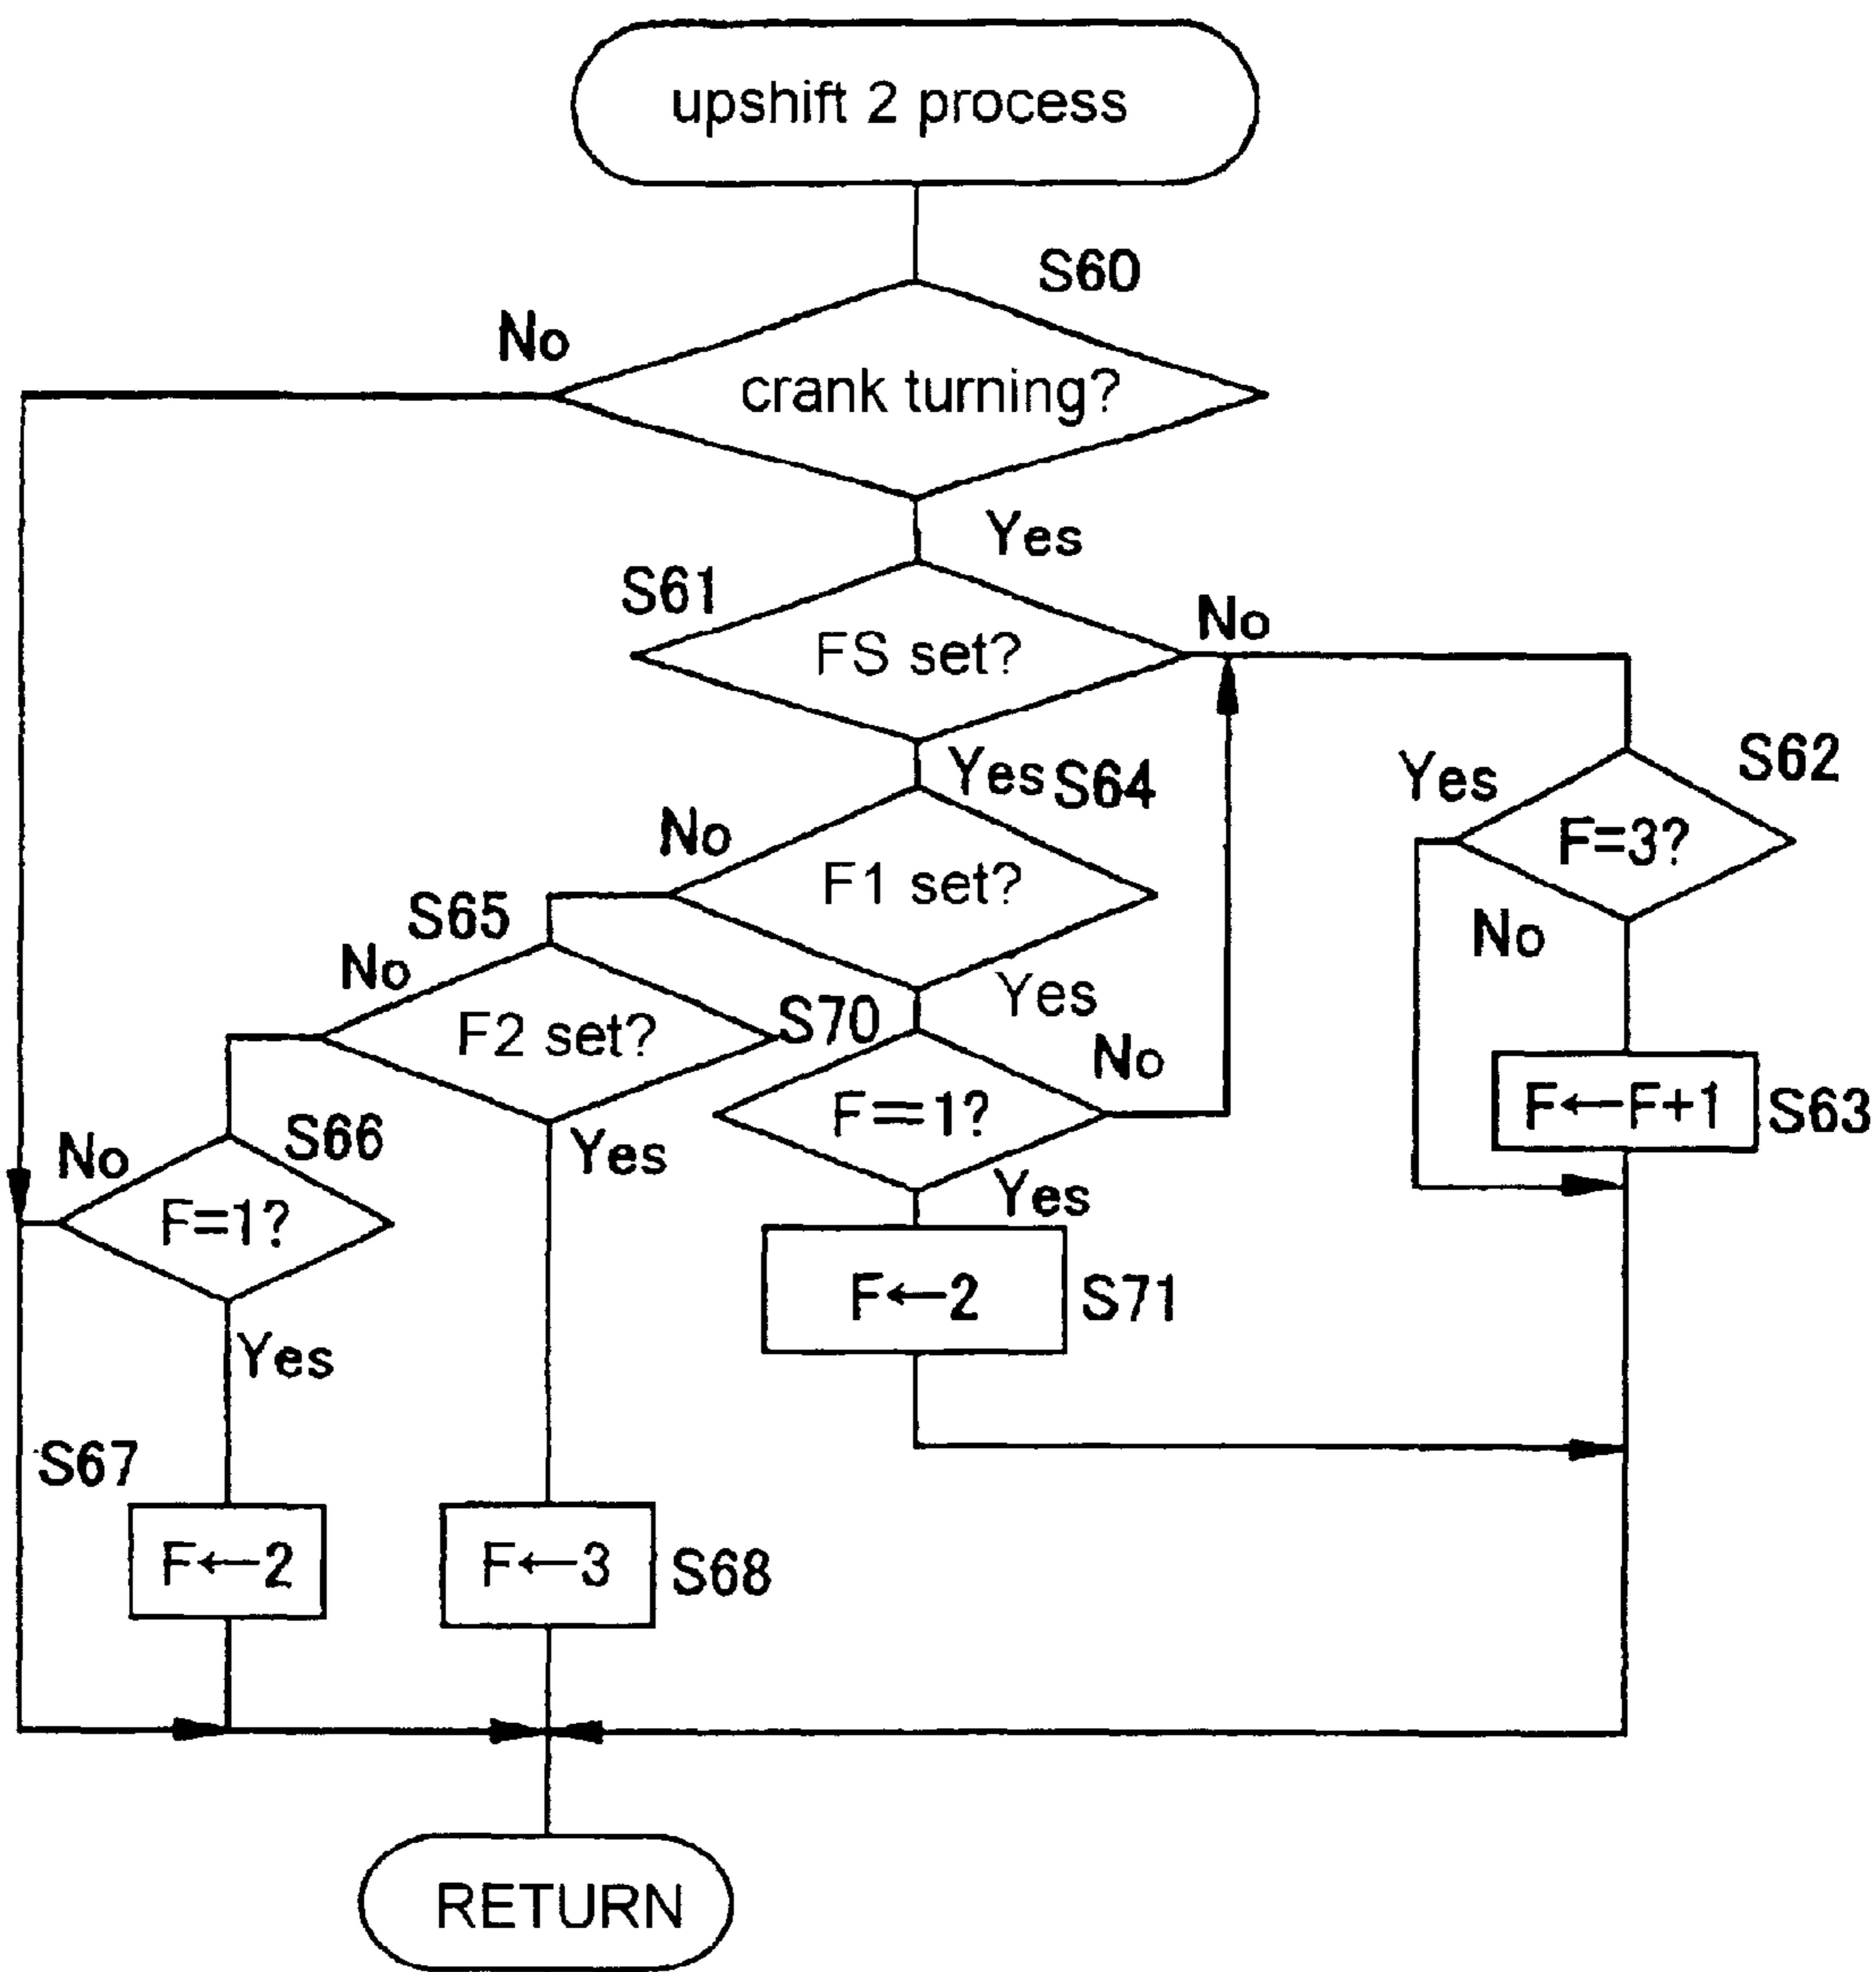 upshift 2 process
S60
No
crank turning?
Yes
S61
No
FS set?
Yes
S64
S62
Yes
F=3?
No
No
F1 set?
S65
No
Yes
S70
F2 set?
No
F=1?
F←F+1
S63
S66
Yes
No
F=1?
Yes
F←2
S71
Yes
S67
F←2
F←3
S68
RETURN